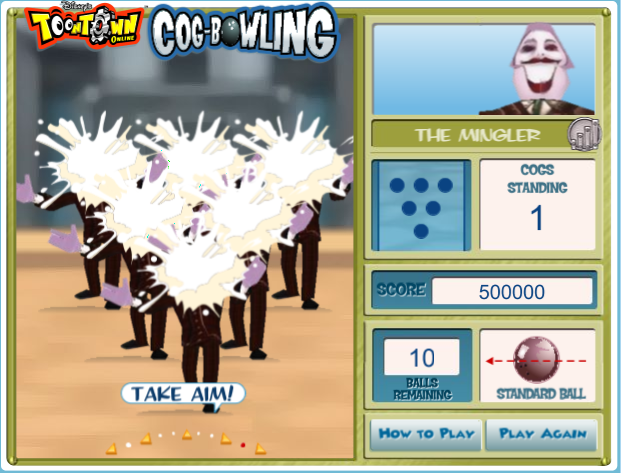 Disney's
TOONTOWN
ONLINE
COG-BOWLING
THE MINGLER
COGS
STANDING
1
SCORE 500000
10
BALLS
REMAINING
STANDARD BALL
TAKE AIM!
HOW TO PLAY
PLAY AGAIN